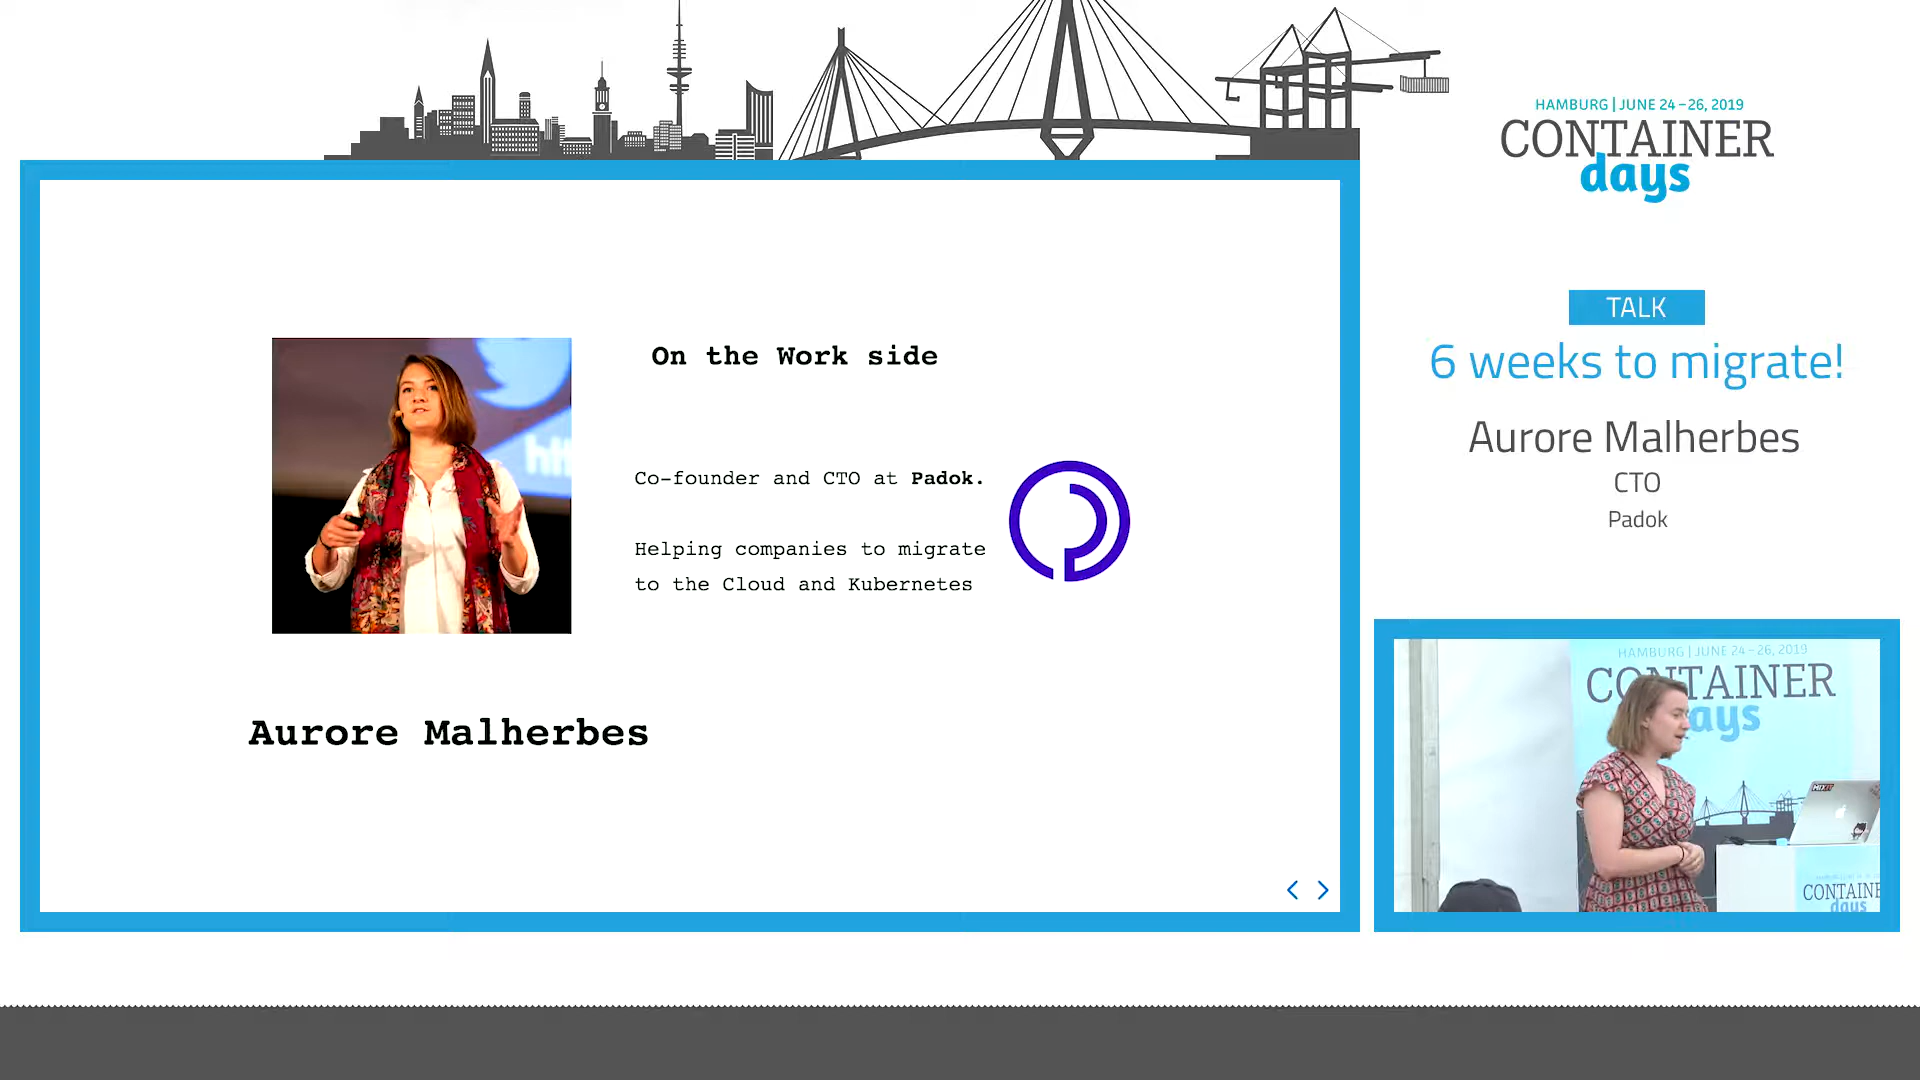 HAMBURG | JUNE 24 – 26, 2019
CONTAINER
days
TALK
6 weeks to migrate!
Aurore Malherbes
CTO
Padok
On the Work side
Co-founder and CTO at Padok.
Helping companies to migrate
to the Cloud and Kubernetes
Aurore Malherbes
HAMBURG | JUNE 24 – 26, 2019
CONTAINER
days
CONTAINE
days